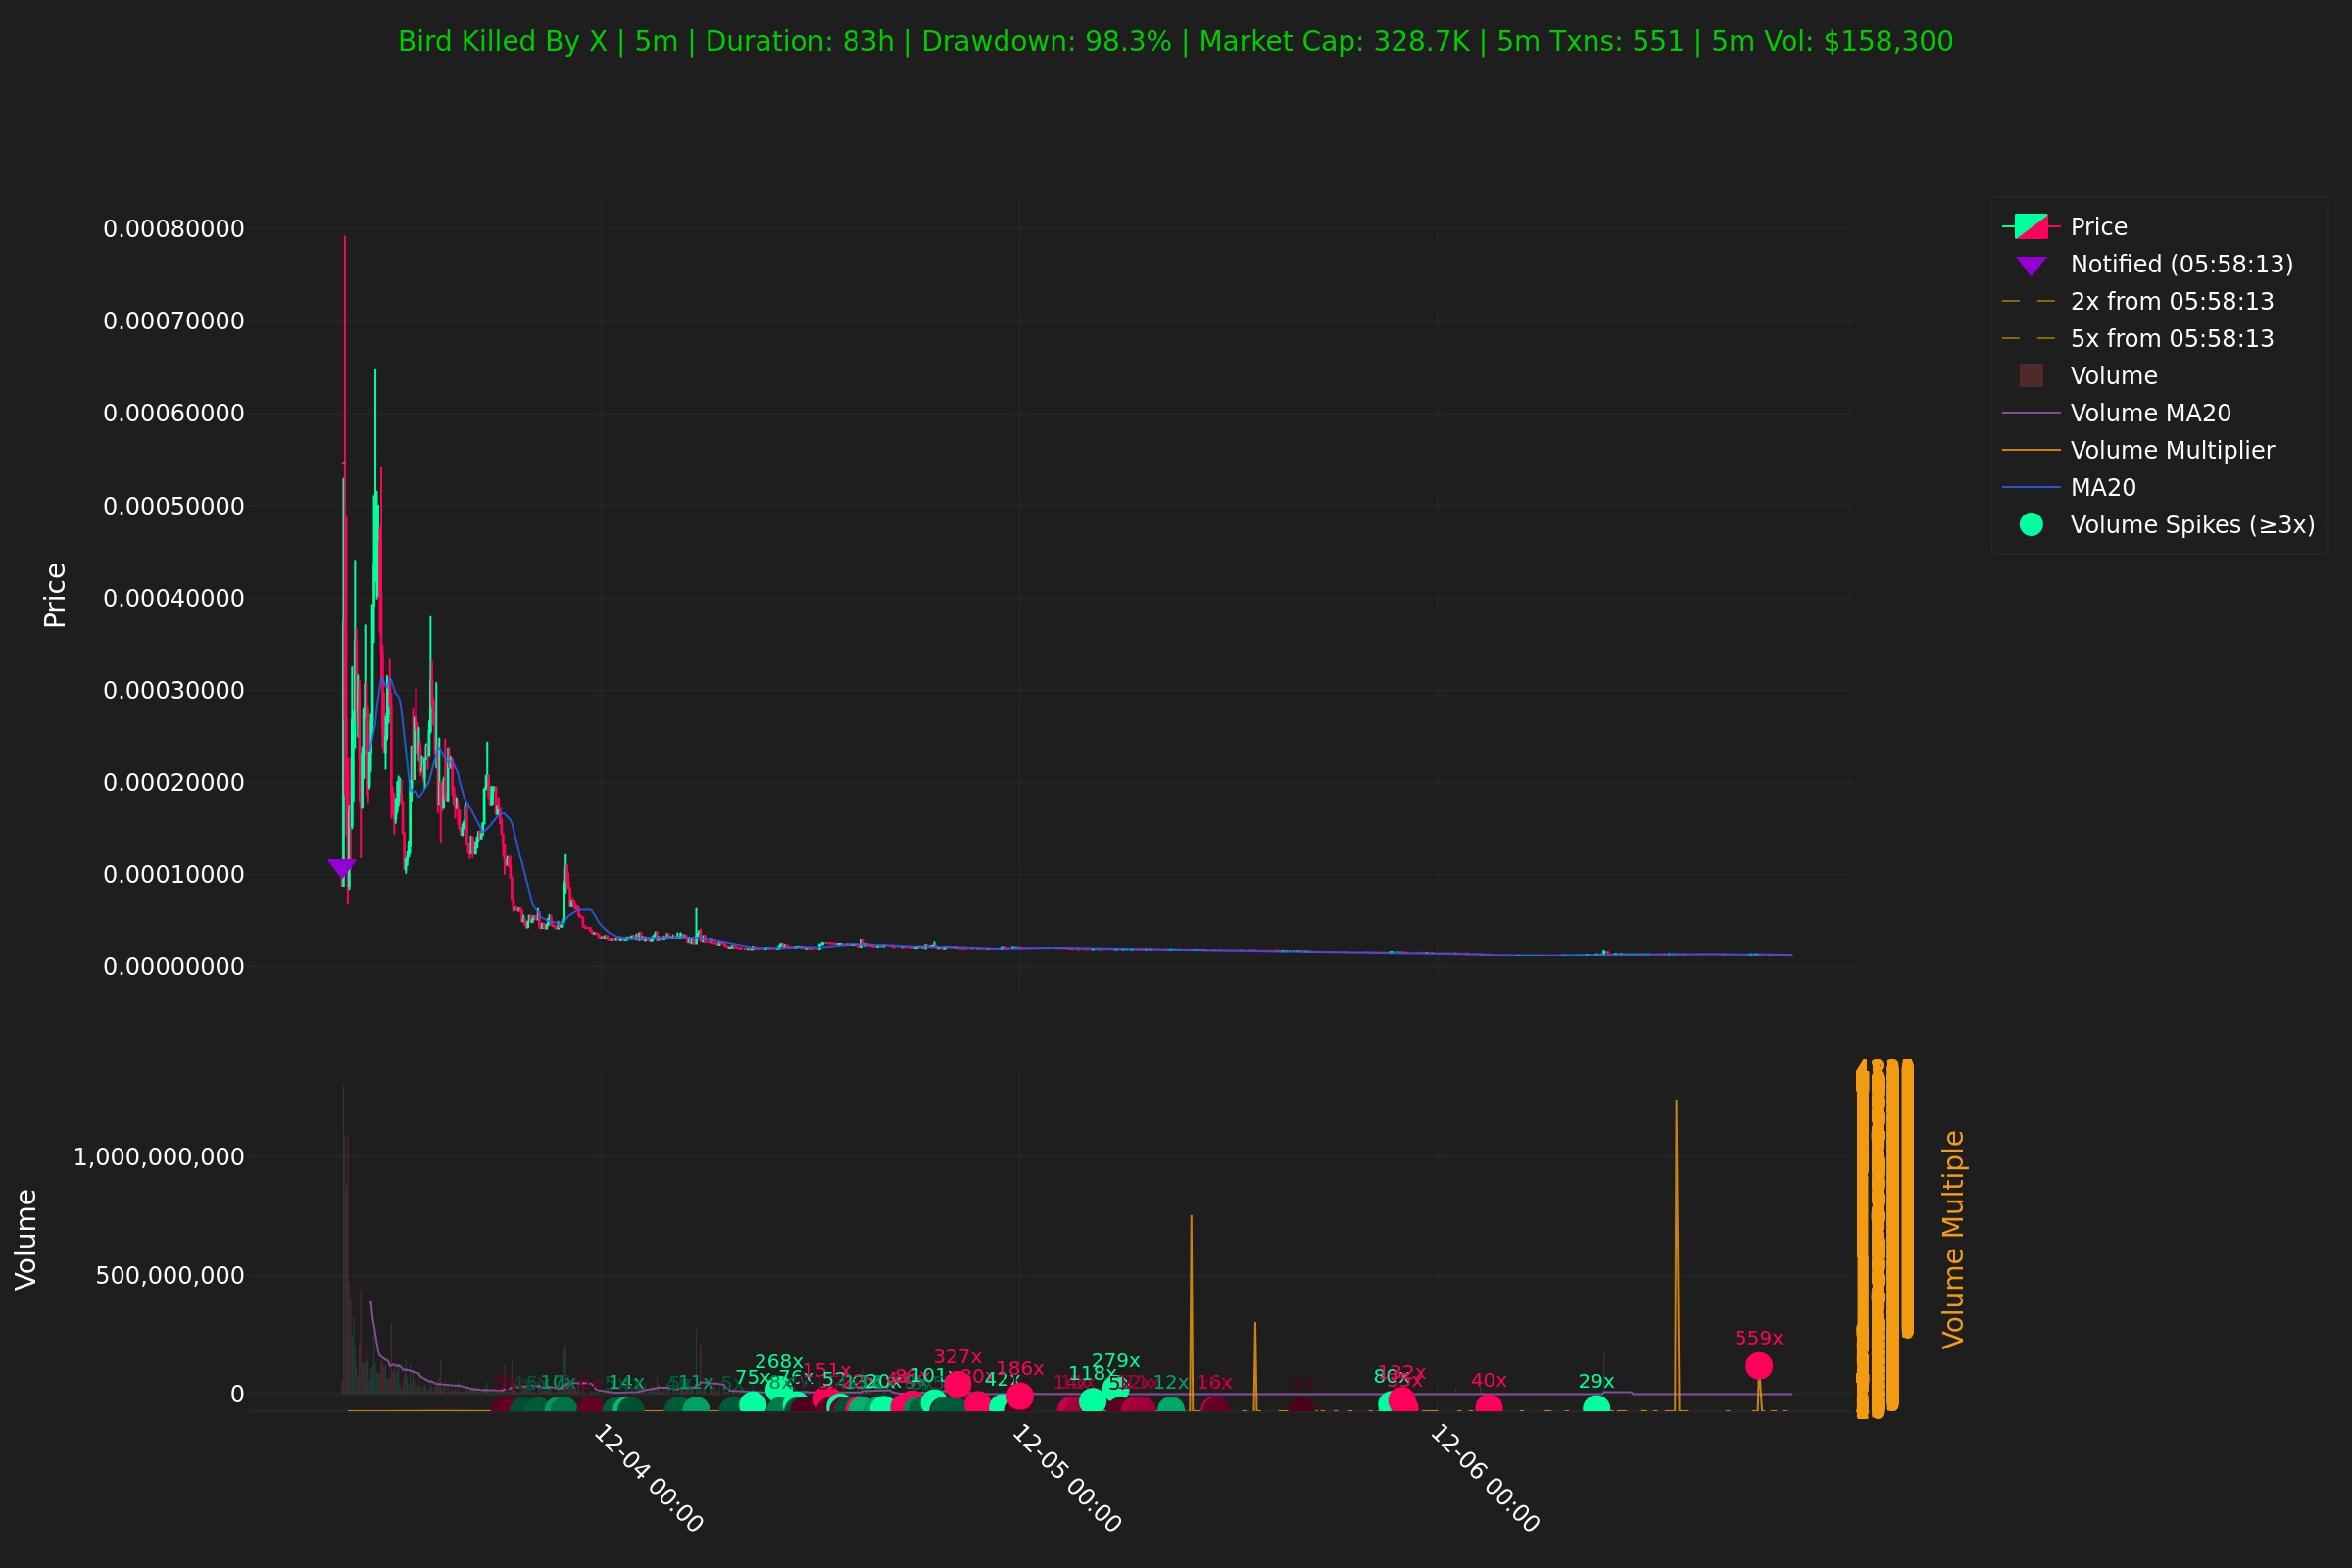 Bird Killed By X | 5m | Duration: 83h | Drawdown: 98.3% | Market Cap: 328.7K | 5m Txns: 551 | 5m Vol: $158,300
Price
0.00080000
0.00070000
0.00060000
0.00050000
0.00040000
0.00030000
0.00020000
0.00010000
0.00000000
Price
Notified (05:58:13)
2x from 05:58:13
5x from 05:58:13
Volume
Volume MA20
Volume Multiplier
MA20
Volume Spikes (≥3x)
Volume
1,000,000,000
500,000,000
0
14x
11x
75x
268x
76x
151x
327x
42x
186x
118x
279x
12x
16x
132x
40x
29x
559x
Volume Multiple
12-04 00:00
12-05 00:00
12-06 00:00